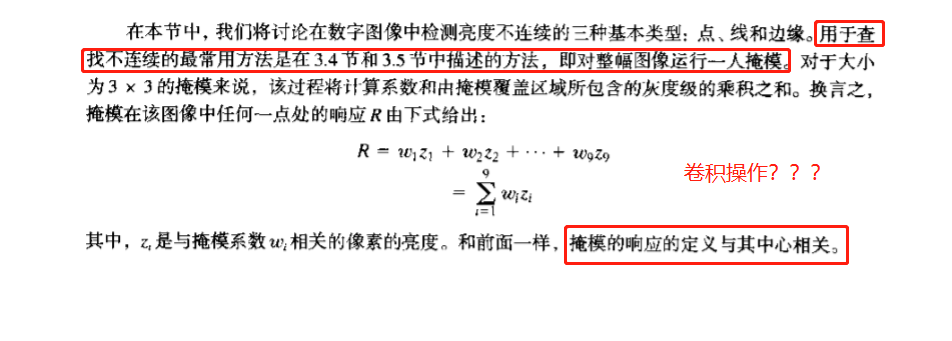 在本节中，我们将讨论在数字图像中检测亮度不连续的三种基本类型：点、线和边缘。用于查
找不连续的最常用方法是在 3.4 节和 3.5 节中描述的方法，即对整幅图像运行一人掩模。对于大小
为 3 × 3 的掩模来说，该过程将计算系数和由掩模覆盖区域所包含的灰度级的乘积之和。换言之，
掩模在该图像中任何一点处的响应 R 由下式给出：
R = w₁z₁ + w₂z₂ + ⋯ + w₉z₉
= ∑_{i=1}^{9} wᵢzᵢ
卷积操作？？？
其中，zᵢ是与掩模系数 wᵢ相关的像素的亮度。和前面一样，掩模的响应的定义与其中心相关。